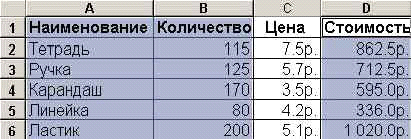 A B C D
1 Наименование Количество Цена Стоимость
2 Тетрадь 115 7.5р. 862.5р.
3 Ручка 125 5.7р. 712.5р.
4 Карандаш 170 3.5р. 595.0р.
5 Линейка 80 4.2р. 336.0р.
6 Ластик 200 5.1р. 1 020.0р.